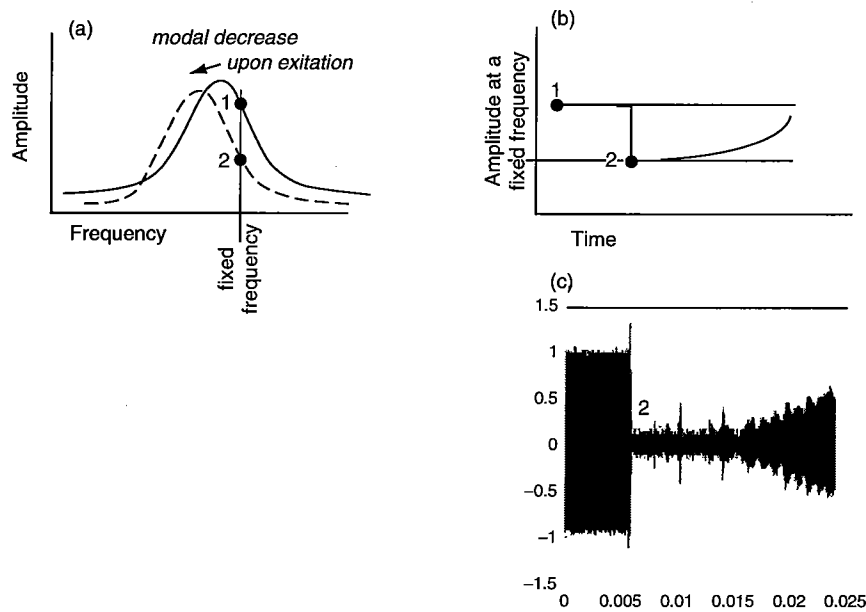 (a)
modal decrease
upon exitation
Amplitude
1
2
Frequency
fixed
frequency
(b)
Amplitude at a
fixed frequency
1
2
Time
(c)
1.5
1
0.5
0
−0.5
−1
−1.5
2
0 0.005 0.01 0.015 0.02 0.025